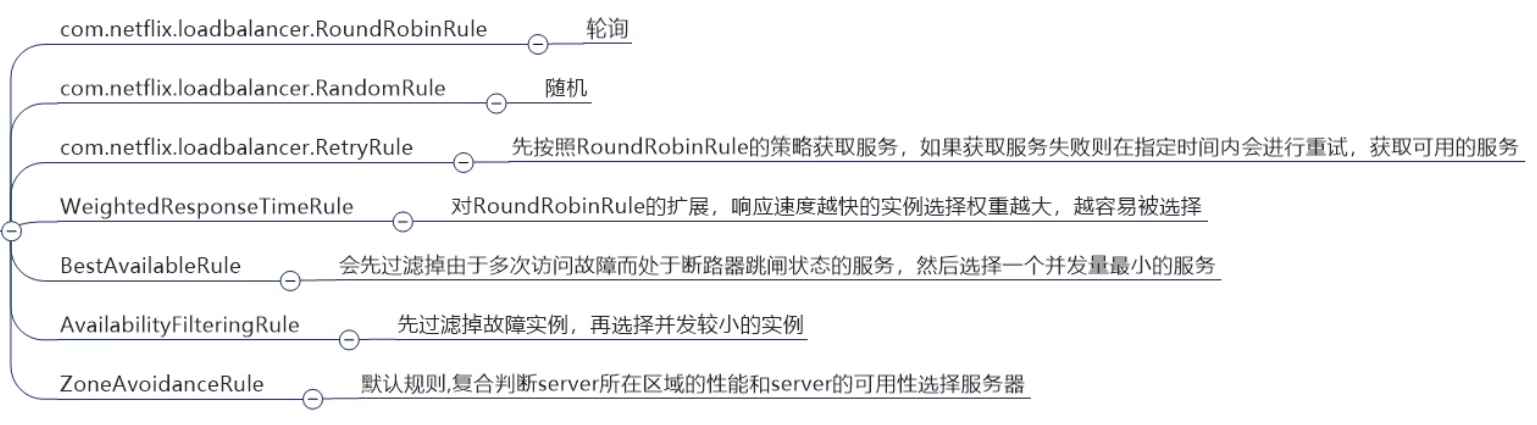 com.netflix.loadbalancer.RoundRobinRule 轮询
com.netflix.loadbalancer.RandomRule 随机
com.netflix.loadbalancer.RetryRule 先按照RoundRobinRule的策略获取服务，如果获取服务失败则在指定时间内会进行重试，获取可用的服务
WeightedResponseTimeRule 对RoundRobinRule的扩展，响应速度越快的实例选择权重越大，越容易被选择
BestAvailableRule 会先过滤掉由于多次访问故障而处于断路器跳闸状态的服务，然后选择一个并发量最小的服务
AvailabilityFilteringRule 先过滤掉故障实例，再选择并发较小的实例
ZoneAvoidanceRule 默认规则,复合判断server所在区域的性能和server的可用性选择服务器